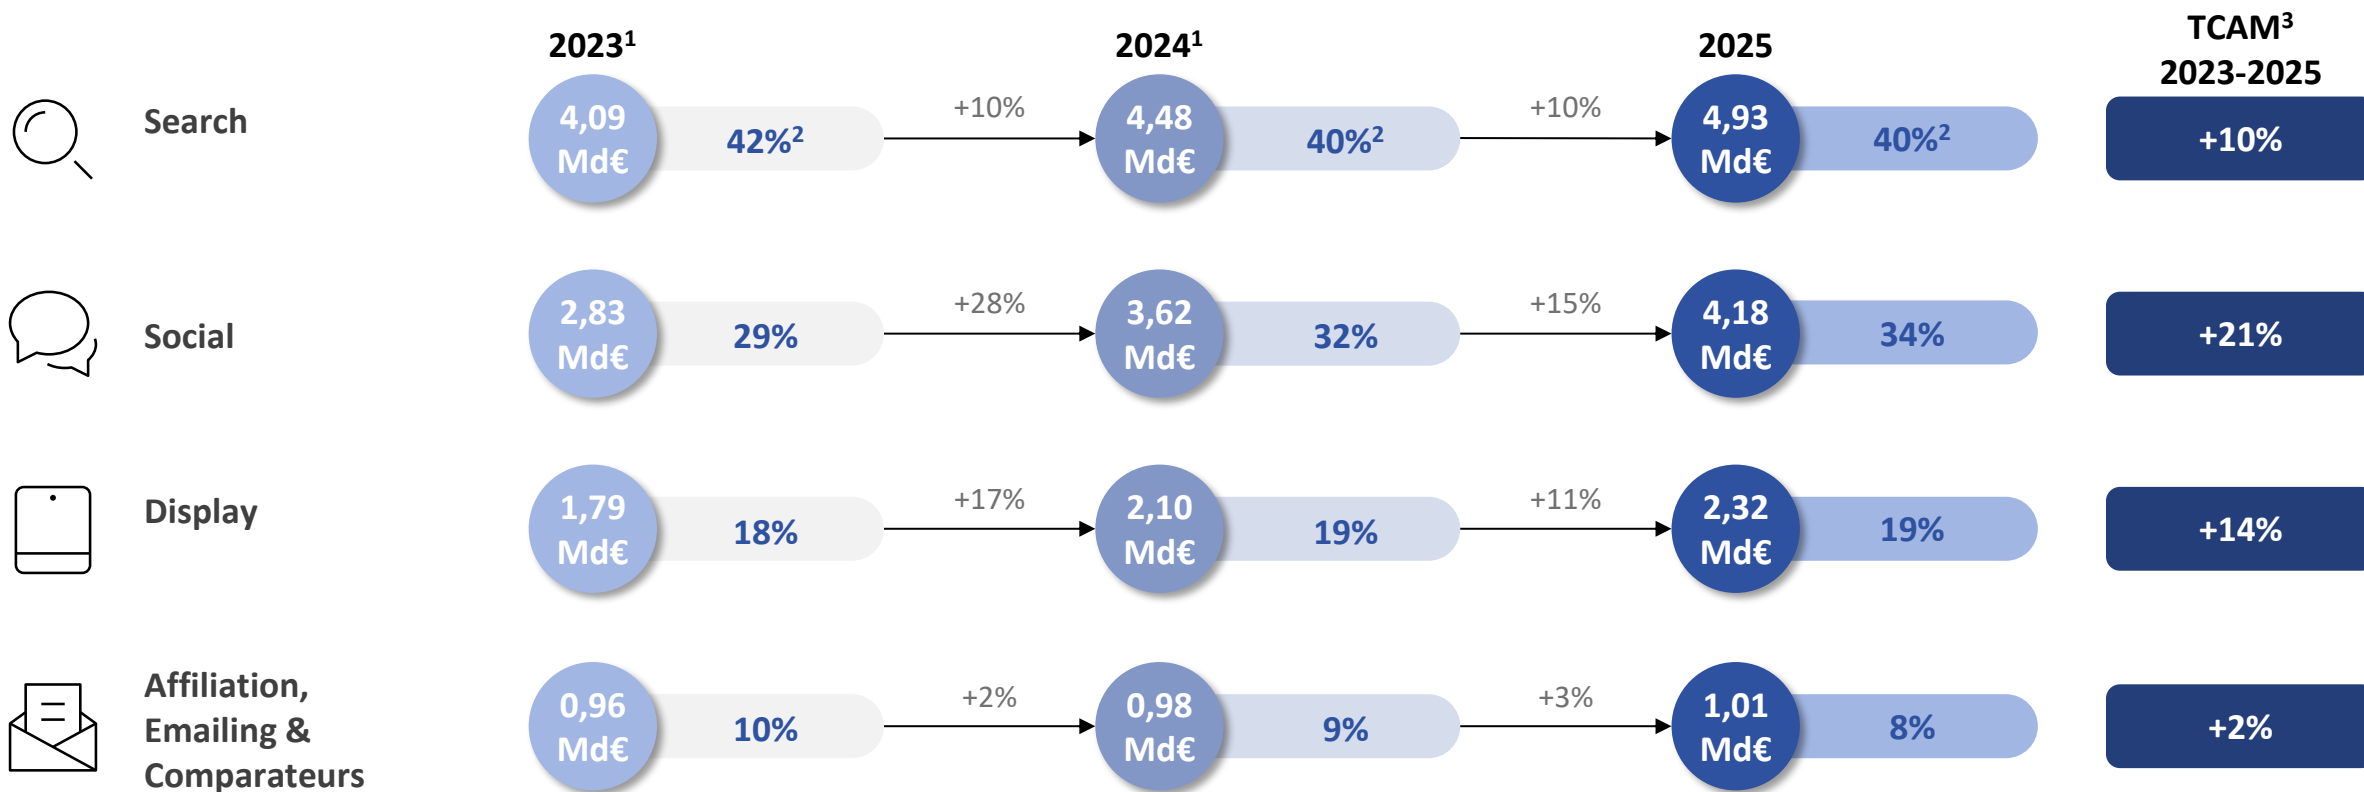 2023¹
2024¹
2025
TCAM³
2023-2025
Search
4,09
Md€
42%²
+10%
4,48
Md€
40%²
+10%
4,93
Md€
40%²
+10%
Social
2,83
Md€
29%
+28%
3,62
Md€
32%
+15%
4,18
Md€
34%
+21%
Display
1,79
Md€
18%
+17%
2,10
Md€
19%
+11%
2,32
Md€
19%
+14%
Affiliation,
Emailing &
Comparateurs
0,96
Md€
10%
+2%
0,98
Md€
9%
+3%
1,01
Md€
8%
+2%